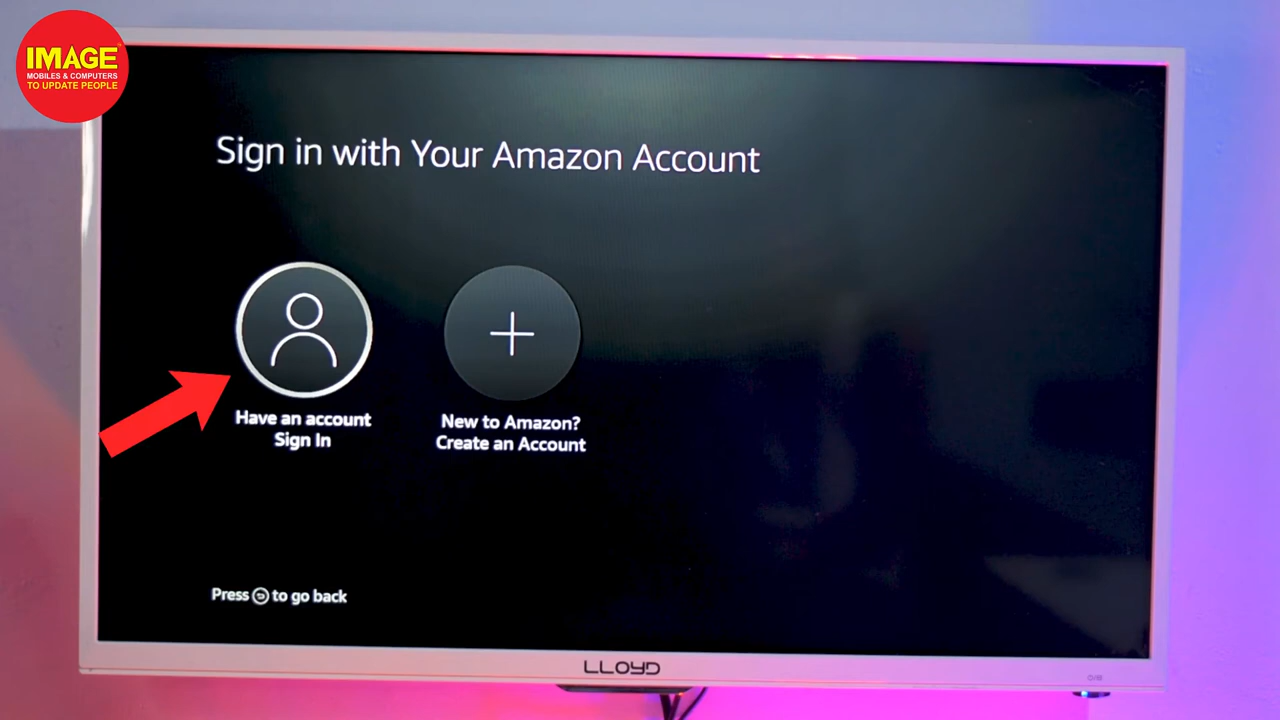 IMAGE
MOBILES & COMPUTERS
TO UPDATE PEOPLE
Sign in with Your Amazon Account
Have an account
Sign In
New to Amazon?
Create an Account
Press to go back
LLOYD